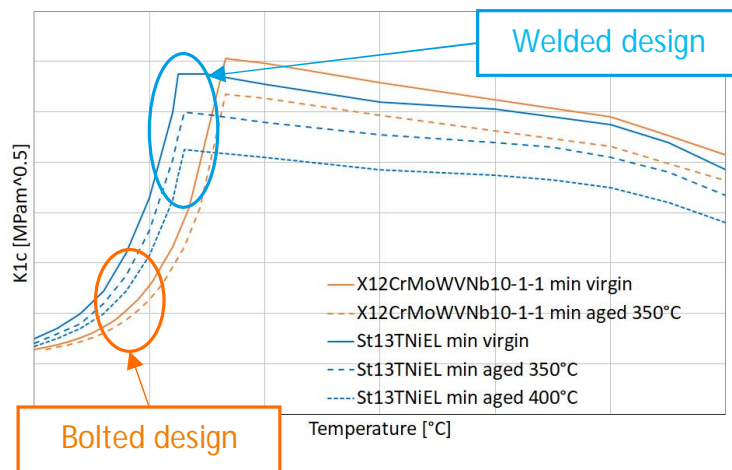 Welded design
K1c [MPam^0.5]
X12CrMoWVNb10-1-1 min virgin
X12CrMoWVNb10-1-1 min aged 350°C
St13TNiEL min virgin
St13TNiEL min aged 350°C
St13TNiEL min aged 400°C
Bolted design
Temperature [°C]